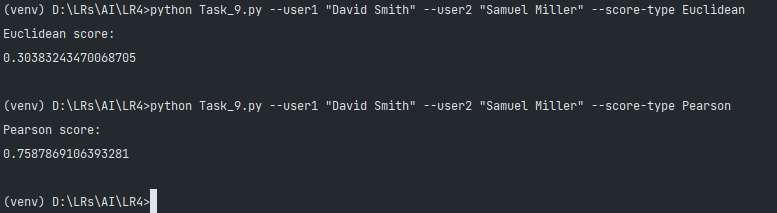 (venv) D:\LRs\AI\LR4>python Task_9.py --user1 "David Smith" --user2 "Samuel Miller" --score-type Euclidean
Euclidean score:
0.30383243470068705
(venv) D:\LRs\AI\LR4>python Task_9.py --user1 "David Smith" --user2 "Samuel Miller" --score-type Pearson
Pearson score:
0.7587869106393281
(venv) D:\LRs\AI\LR4>